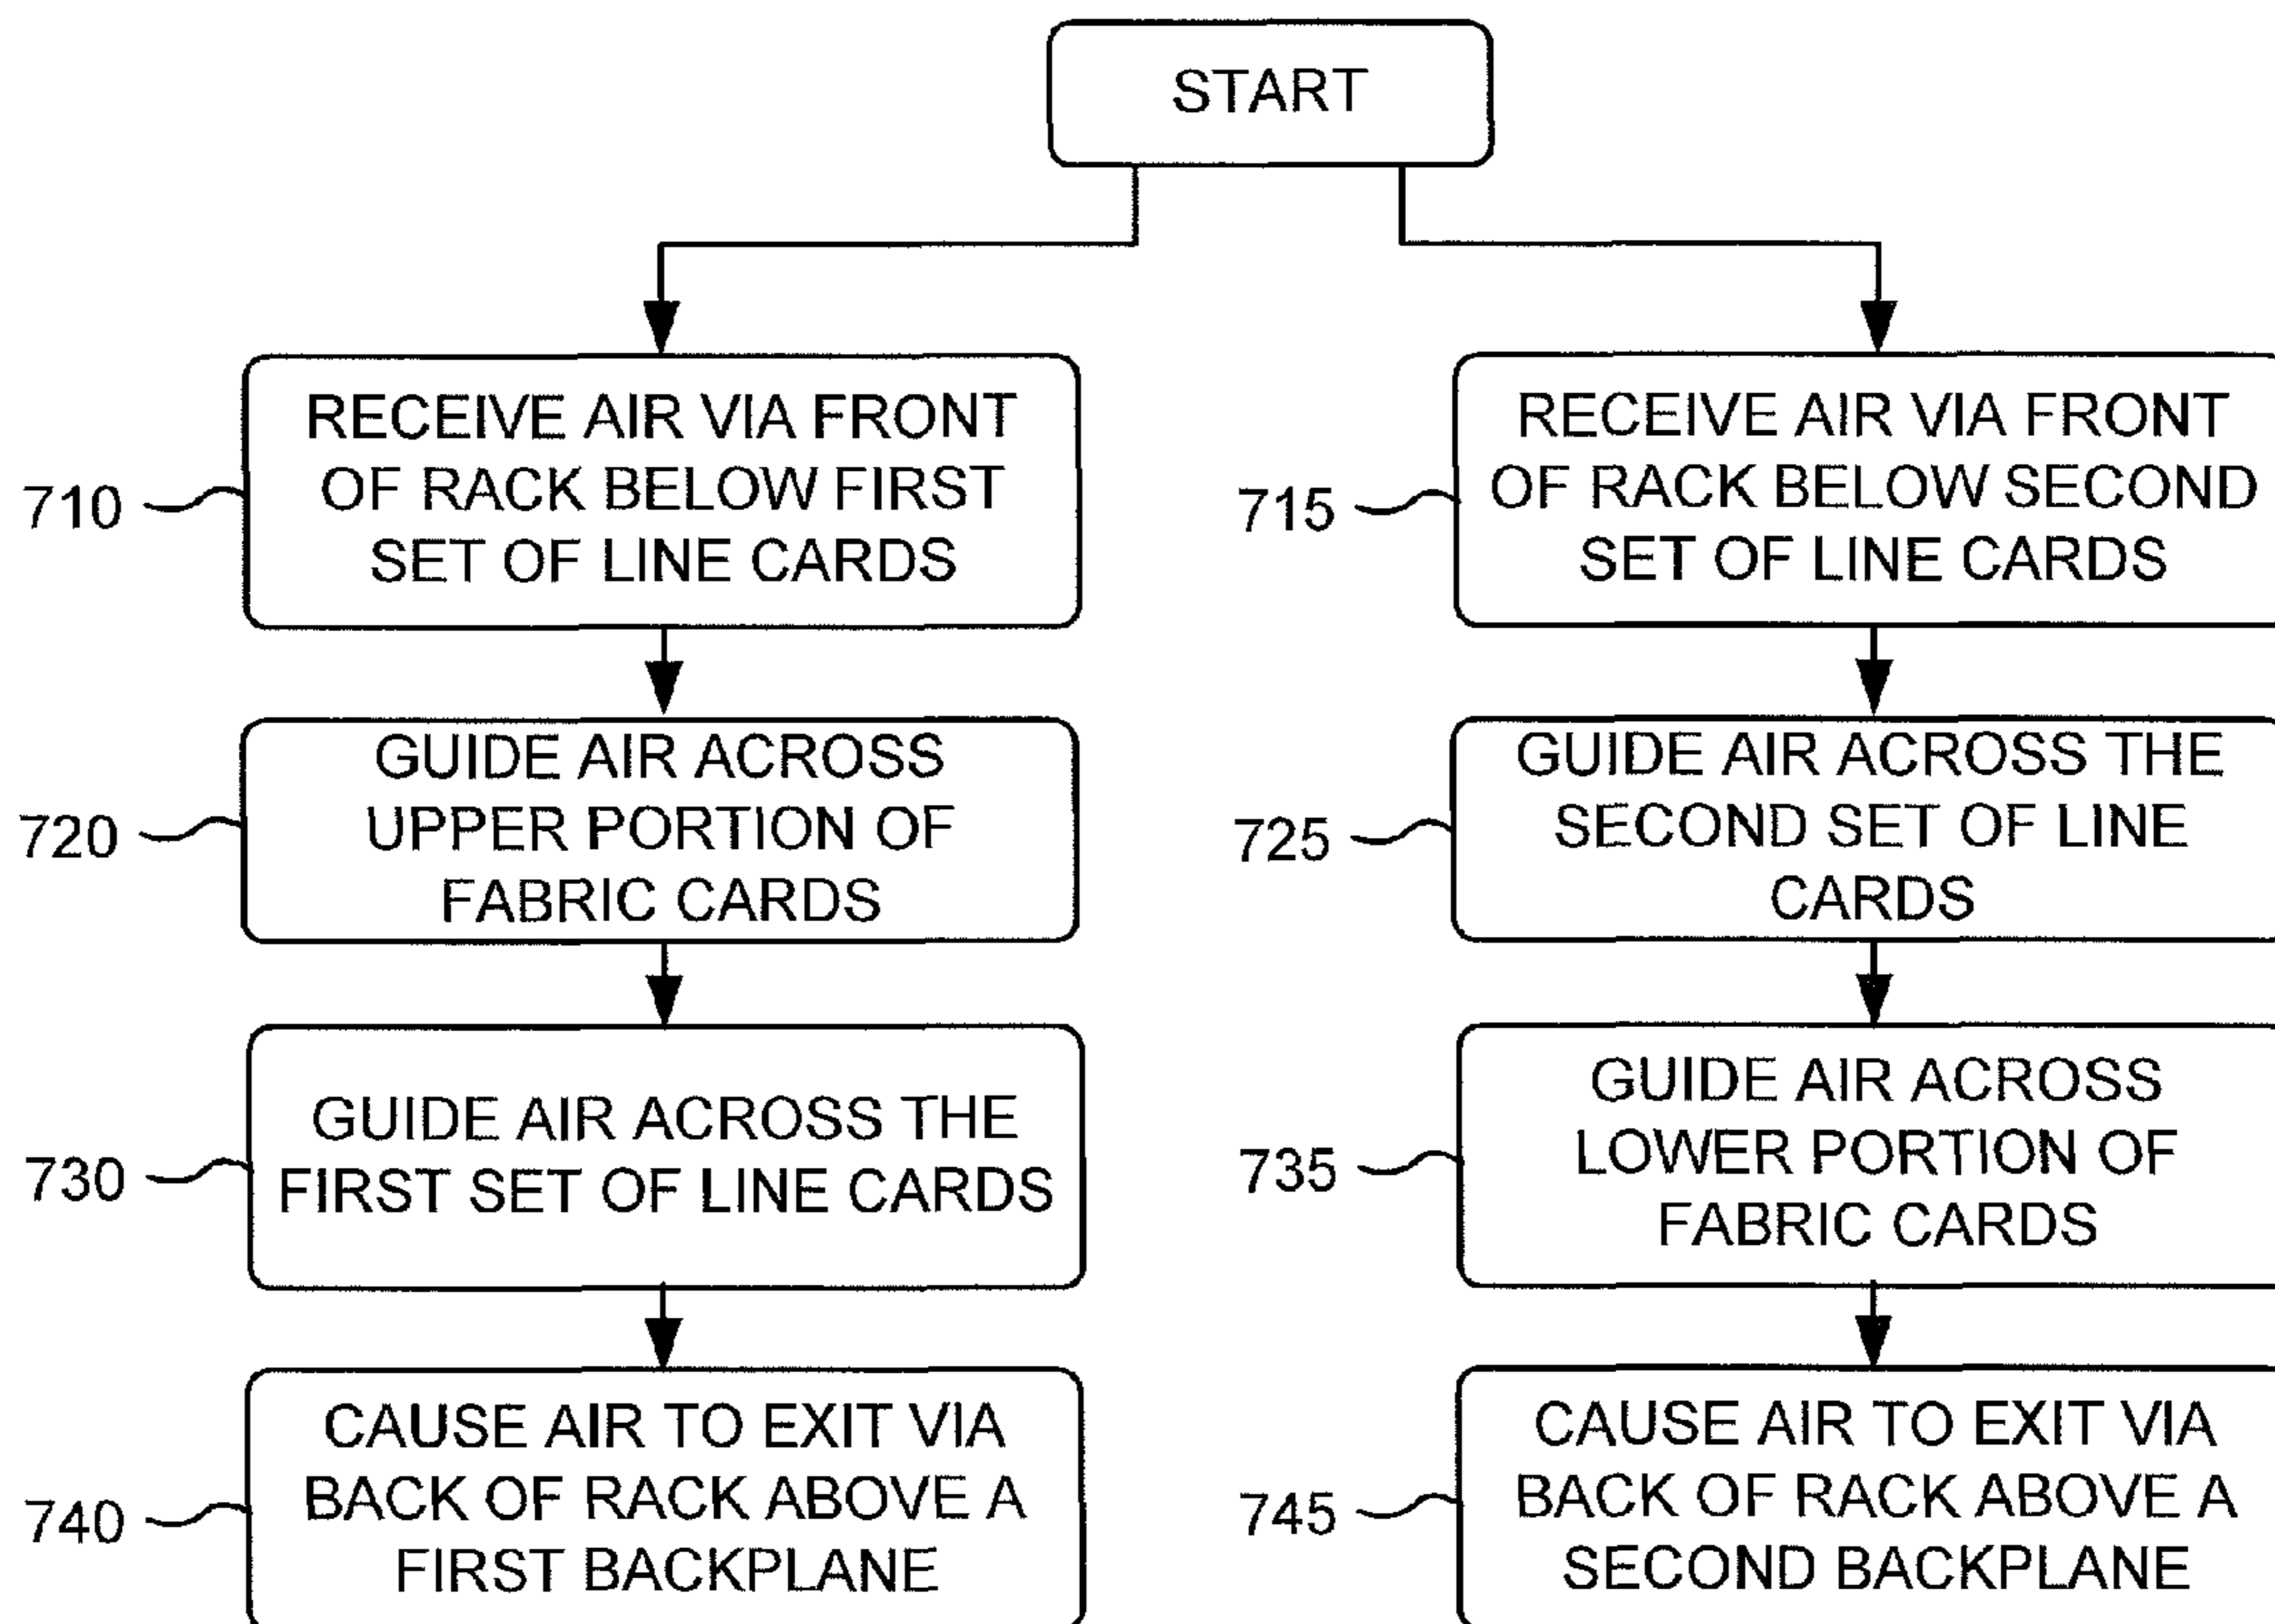 START
710
RECEIVE AIR VIA FRONT
OF RACK BELOW FIRST
SET OF LINE CARDS
715
RECEIVE AIR VIA FRONT
OF RACK BELOW SECOND
SET OF LINE CARDS
720
GUIDE AIR ACROSS
UPPER PORTION OF
FABRIC CARDS
725
GUIDE AIR ACROSS THE
SECOND SET OF LINE
CARDS
730
GUIDE AIR ACROSS THE
FIRST SET OF LINE CARDS
735
GUIDE AIR ACROSS
LOWER PORTION OF
FABRIC CARDS
740
CAUSE AIR TO EXIT VIA
BACK OF RACK ABOVE A
FIRST BACKPLANE
745
CAUSE AIR TO EXIT VIA
BACK OF RACK ABOVE A
SECOND BACKPLANE